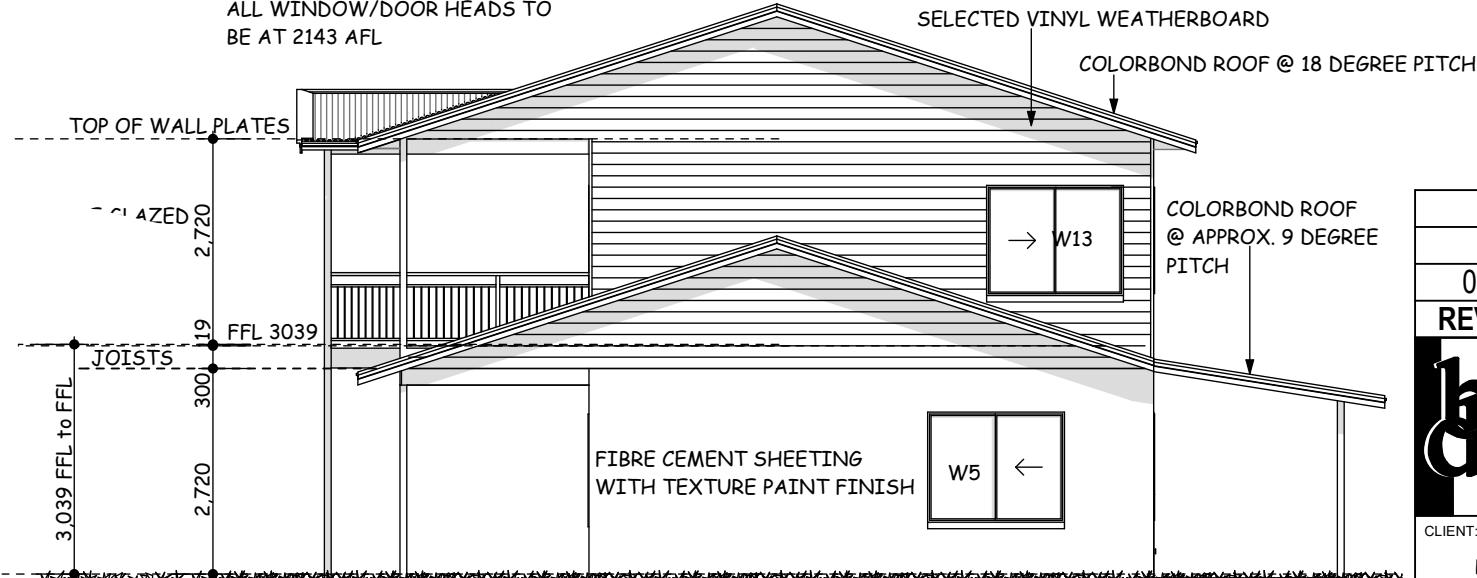 ALL WINDOW/DOOR HEADS TO
BE AT 2143 AFL
SELECTED VINYL WEATHERBOARD
COLORBOND ROOF @ 18 DEGREE PITCH
TOP OF WALL PLATES
GLAZED
2,720
W13
COLORBOND ROOF
@ APPROX. 9 DEGREE
PITCH
19
FFL 3039
JOISTS
300
3,039 FFL to FFL
2,720
FIBRE CEMENT SHEETING
WITH TEXTURE PAINT FINISH
W5
0
REV
CLIENT: